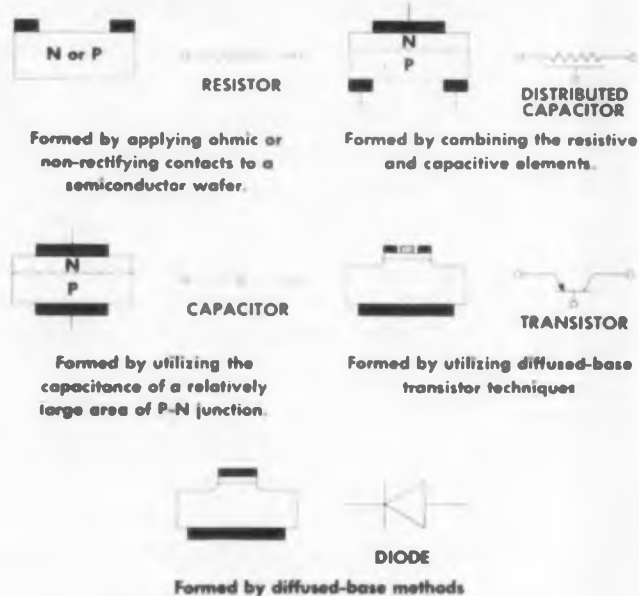 N or P
RESISTOR
Formed by applying ohmic or
non-rectifying contacts to a
semiconductor wafer.
N
P
DISTRIBUTED
CAPACITOR
Formed by combining the resistive
and capacitive elements.
N
P
CAPACITOR
Formed by utilizing the
capacitance of a relatively
large area of P-N junction.
TRANSISTOR
Formed by utilizing diffused-base
transistor techniques
DIODE
Formed by diffused-base methods